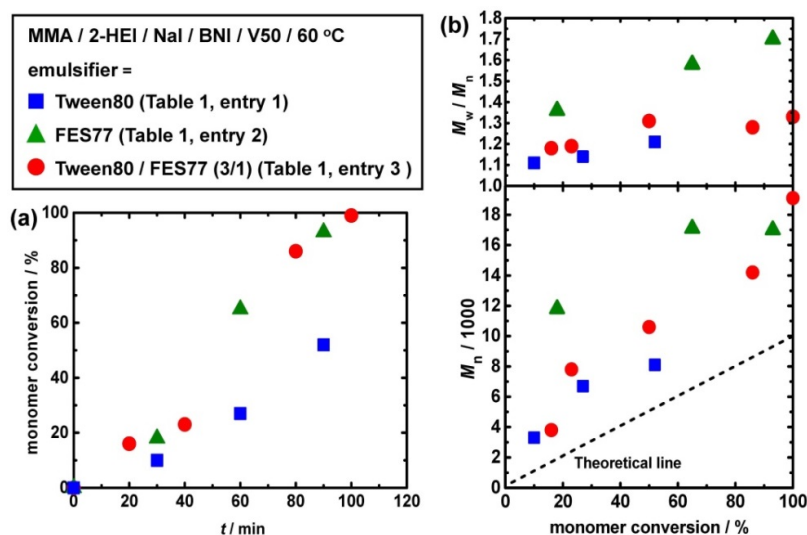 MMA / 2-HEI / NaI / BNI / V50 / 60 °C
emulsifier =
Tween80 (Table 1, entry 1)
FES77 (Table 1, entry 2)
Tween80 / FES77 (3/1) (Table 1, entry 3 )
(a)
monomer conversion / %
100
80
60
40
20
0
0 20 40 60 80 100 120
t / min
(b)
Mw / Mn
1.8
1.7
1.6
1.5
1.4
1.3
1.2
1.1
1.0
Mn / 1000
18
16
14
12
10
8
6
4
2
0
Theoretical line
0 20 40 60 80 100
monomer conversion / %